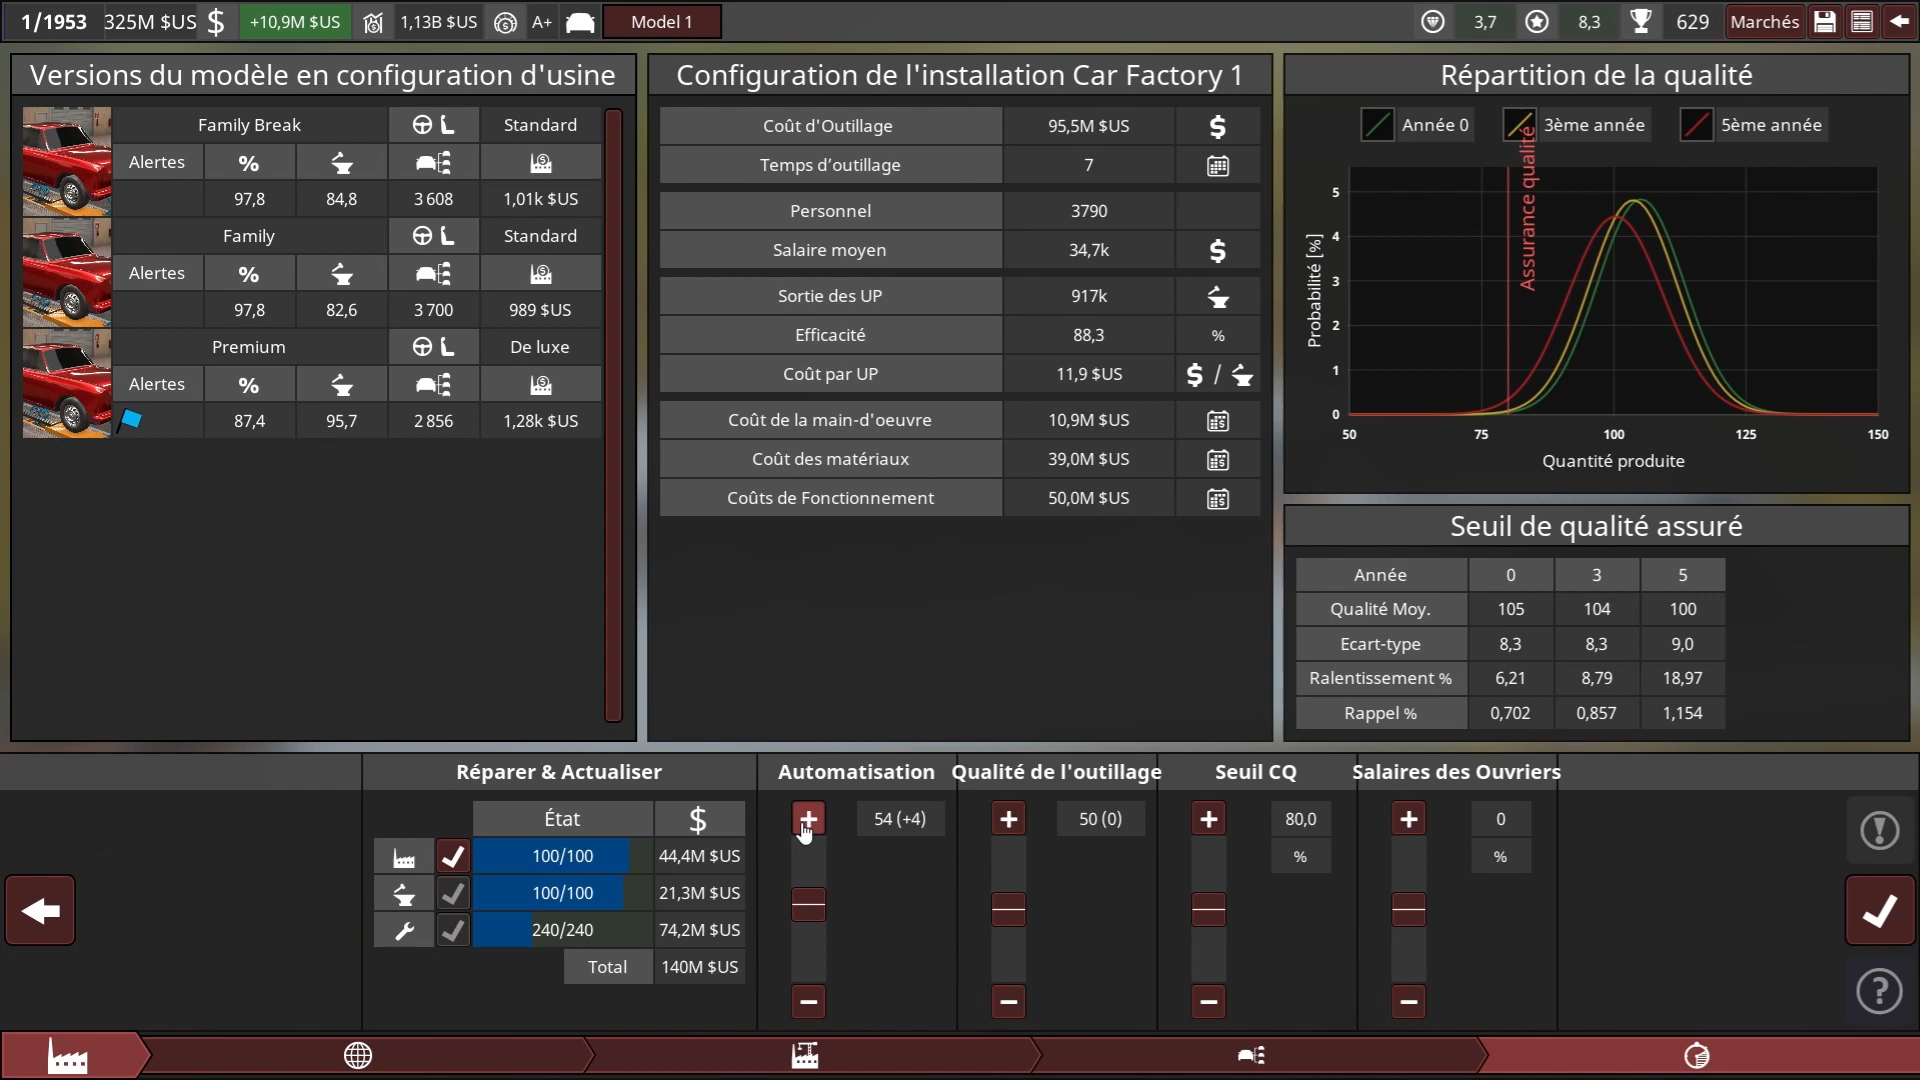 1/1953 325M $US +10,9M $US 1,13B $US A+ Model 1 3,7 8,3 629 Marchés
Versions du modèle en configuration d'usine
Family Break Standard
Alertes %
97,8 84,8 3 608 1,01k $US
Family Standard
Alertes %
97,8 82,6 3 700 989 $US
Premium De luxe
Alertes %
87,4 95,7 2 856 1,28k $US
Configuration de l'installation Car Factory 1
Coût d'Outillage 95,5M $US $
Temps d'outillage 7
Personnel 3790
Salaire moyen 34,7k $
Sortie des UP 917k
Efficacité 88,3 %
Coût par UP 11,9 $US $ /
Coût de la main-d'oeuvre 10,9M $US
Coût des matériaux 39,0M $US
Coûts de Fonctionnement 50,0M $US
Répartition de la qualité
Année 0 3ème année 5ème année
Assurance qualité
Probabilité [%]
5
4
3
2
1
0
50 75 100 125 150
Quantité produite
Seuil de qualité assuré
Année 0 3 5
Qualité Moy. 105 104 100
Ecart-type 8,3 8,3 9,0
Ralentissement % 6,21 8,79 18,97
Rappel % 0,702 0,857 1,154
Réparer & Actualiser
État $
100/100 44,4M $US
100/100 21,3M $US
240/240 74,2M $US
Total 140M $US
Automatisation
+ 54 (+4)
−
Qualité de l'outillage
+ 50 (0)
−
Seuil CQ
+ 80,0
%
−
Salaires des Ouvriers
+ 0
%
−
!
?